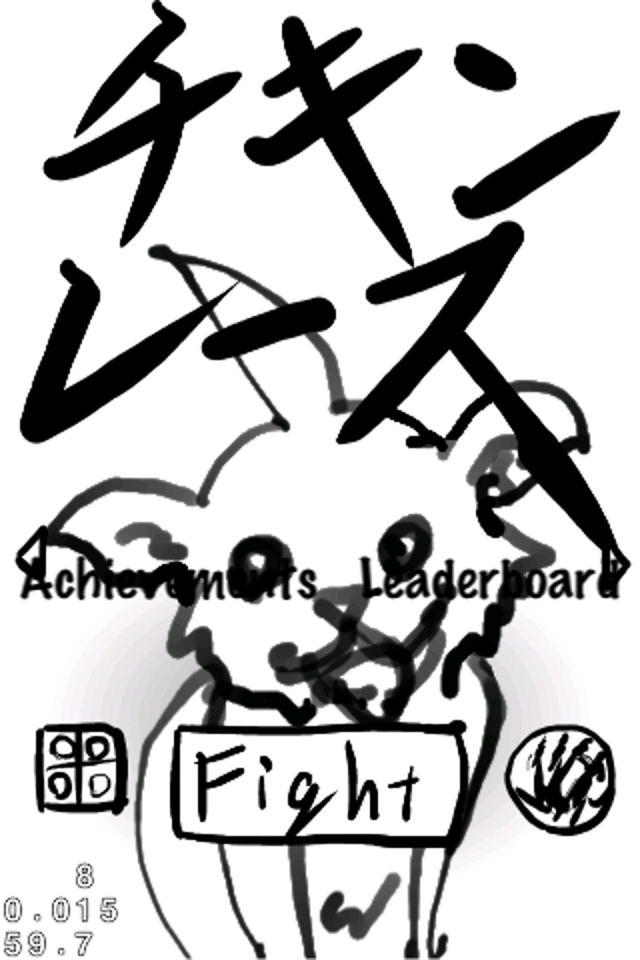 チキン
レース
Achievements Leaderboard
Fight
8
0.015
59.7